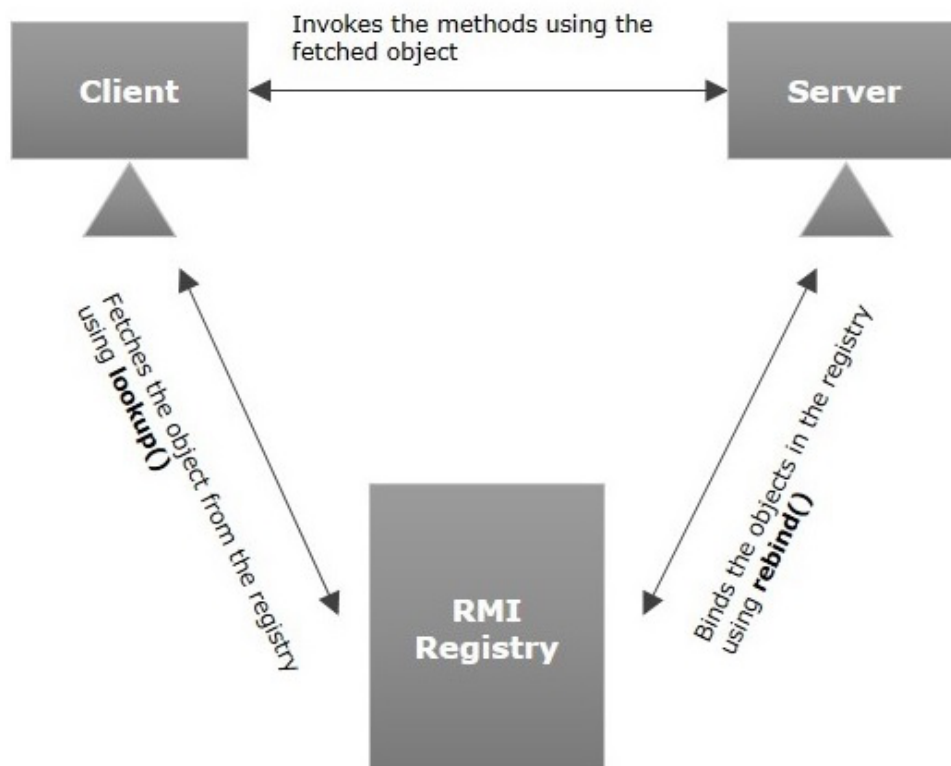 Invokes the methods using the
fetched object
Client
Server
Fetches the object from the registry
using lookup()
Binds the objects in the registry
using rebind()
RMI
Registry